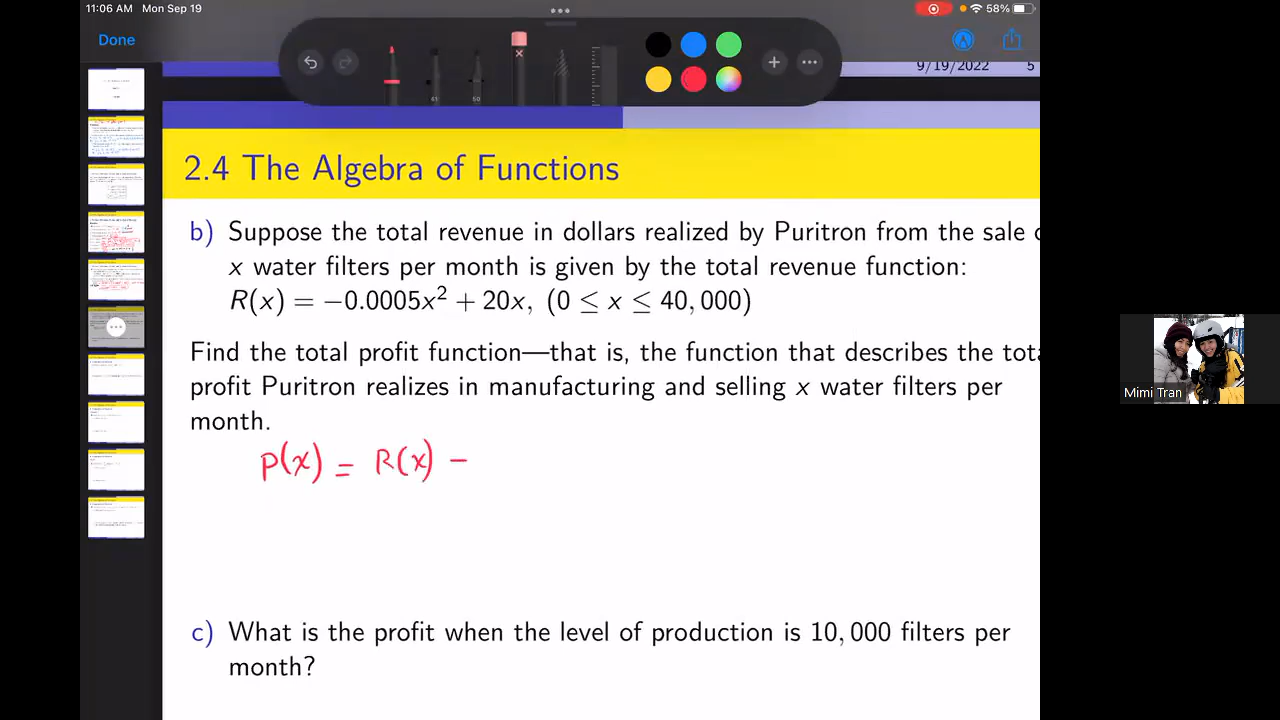 11:06 AM Mon Sep 19
58%
Done
61
50
9/19/2022 5
2.4 The Algebra of Functions
b) Suppose the total revenue in dollars realized by Puritron from the sale
x water filters per month is given by the total revenue function:
R(x) = −0.0005x² + 20x, (0 ≤ x ≤ 40, 000)
Find the total profit function—that is, the function that describes the
profit Puritron realizes in manufacturing and selling x water filters per
month.
P(x) = R(x) −
c) What is the profit when the level of production is 10, 000 filters per
month?
Mimi Tran